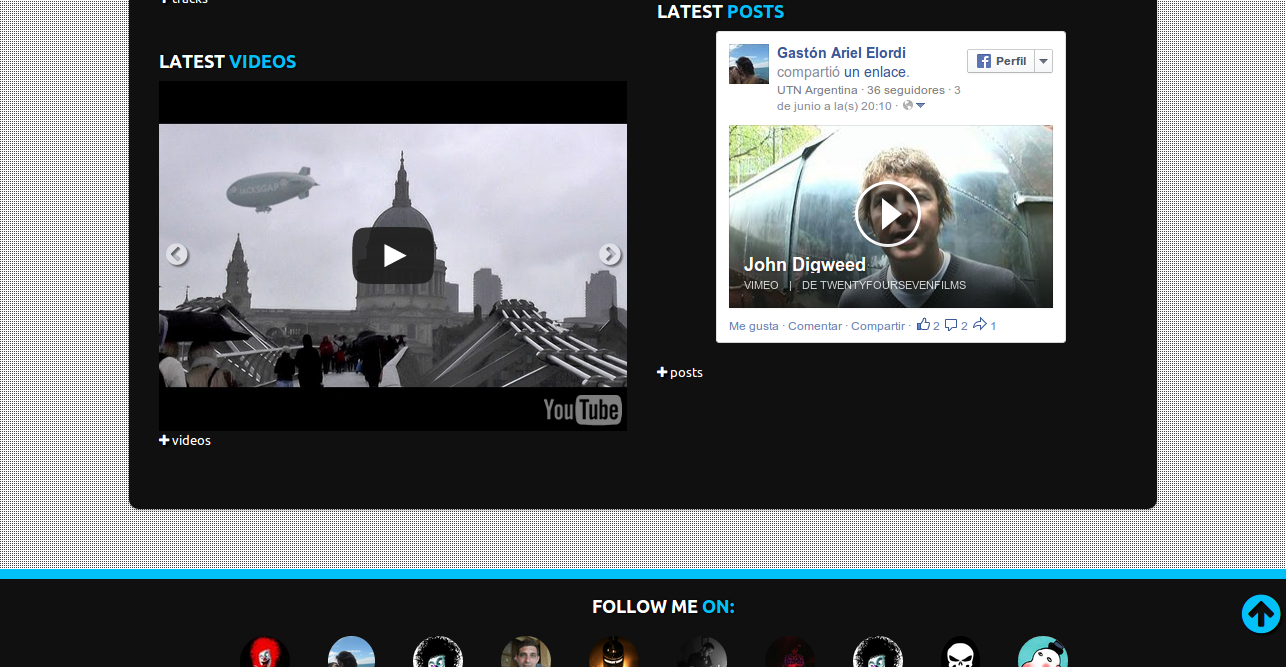 tracks
LATEST VIDEOS
JACKSGAP
YouTube
videos
LATEST POSTS
Gastón Ariel Elordi
compartió un enlace.
Perfil
UTN Argentina · 36 seguidores · 3
de junio a la(s) 20:10 ·
John Digweed
VIMEO | DE TWENTYFOURSEVENFILMS
Me gusta · Comentar · Compartir · 2 2 1
posts
FOLLOW ME ON: